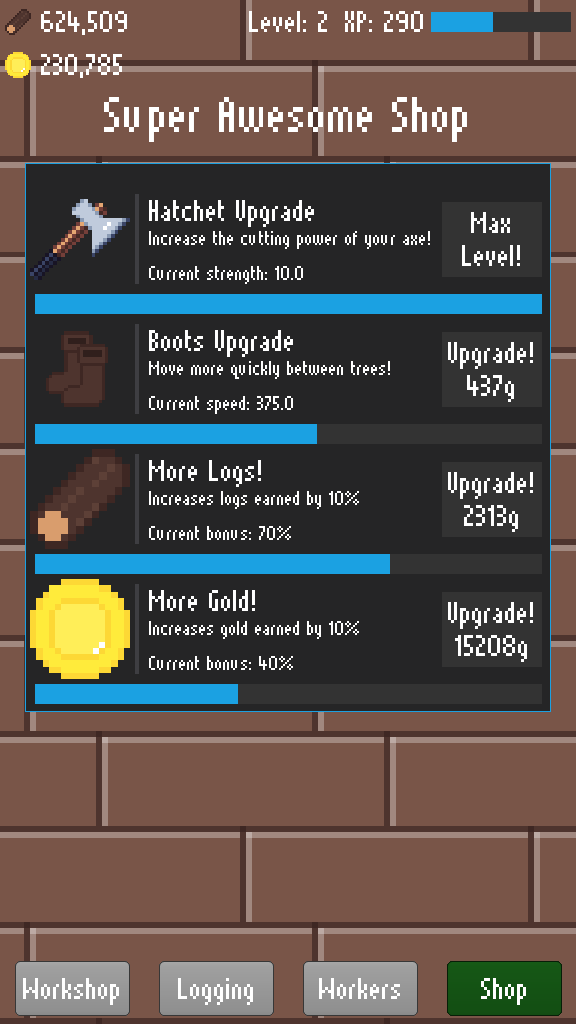 624,509
Level: 2 XP: 290
230,785
Super Awesome Shop
Hatchet Upgrade
Increase the cutting power of your axe!
Current strength: 10.0
Max
Level!
Boots Upgrade
Move more quickly between trees!
Current speed: 375.0
Upgrade!
437g
More Logs!
Increases logs earned by 10%
Current bonus: 70%
Upgrade!
2313g
More Gold!
Increases gold earned by 10%
Current bonus: 40%
Upgrade!
15208g
Workshop
Logging
Workers
Shop